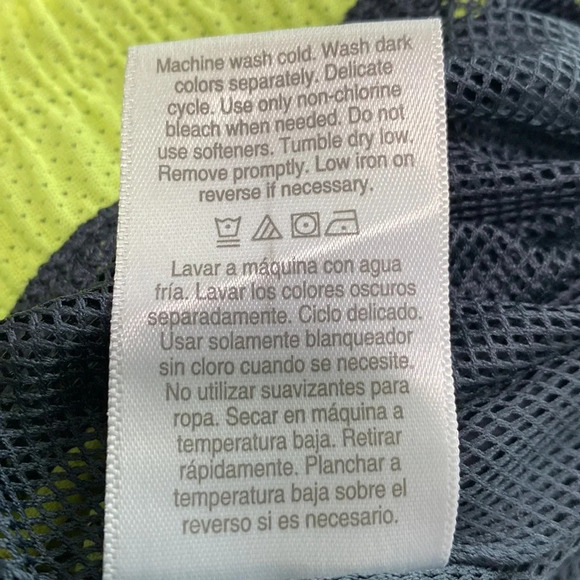 Machine wash cold. Wash dark
colors separately. Delicate
cycle. Use only non-chlorine
bleach when needed. Do not
use softeners. Tumble dry low.
Remove promptly. Low iron on
reverse if necessary.
Lavar a máquina con agua
fría. Lavar los colores oscuros
separadamente. Ciclo delicado.
Usar solamente blanqueador
sin cloro cuando se necesite.
No utilizar suavizantes para
ropa. Secar en máquina a
temperatura baja. Retirar
rápidamente. Planchar a
temperatura baja sobre el
reverso si es necesario.